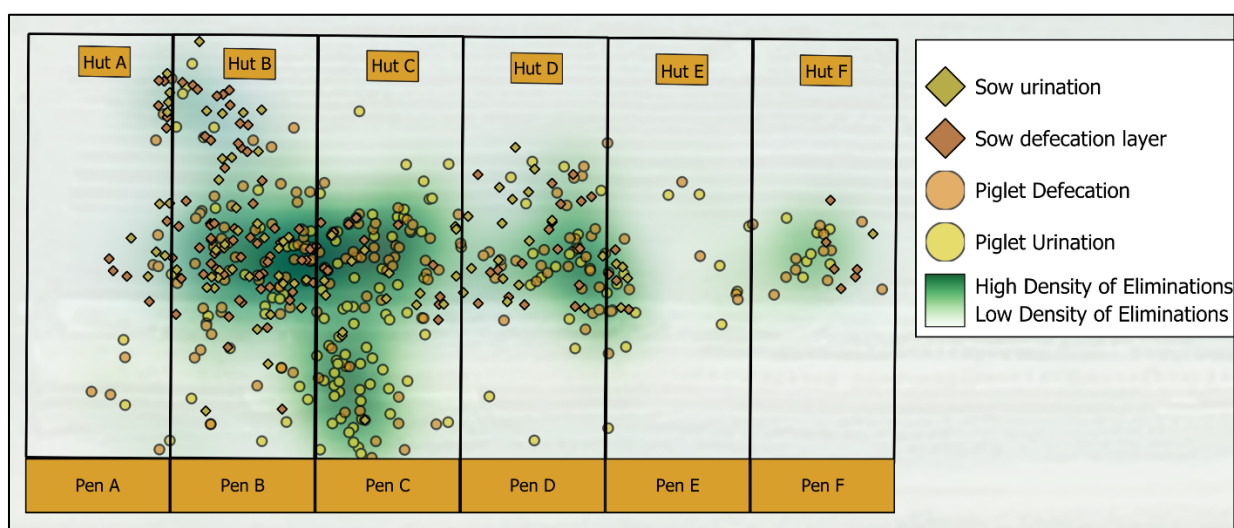 Hut A
Hut B
Hut C
Hut D
Hut E
Hut F
Sow urination
Sow defecation layer
Piglet Defecation
Piglet Urination
High Density of Eliminations
Low Density of Eliminations
Pen A
Pen B
Pen C
Pen D
Pen E
Pen F